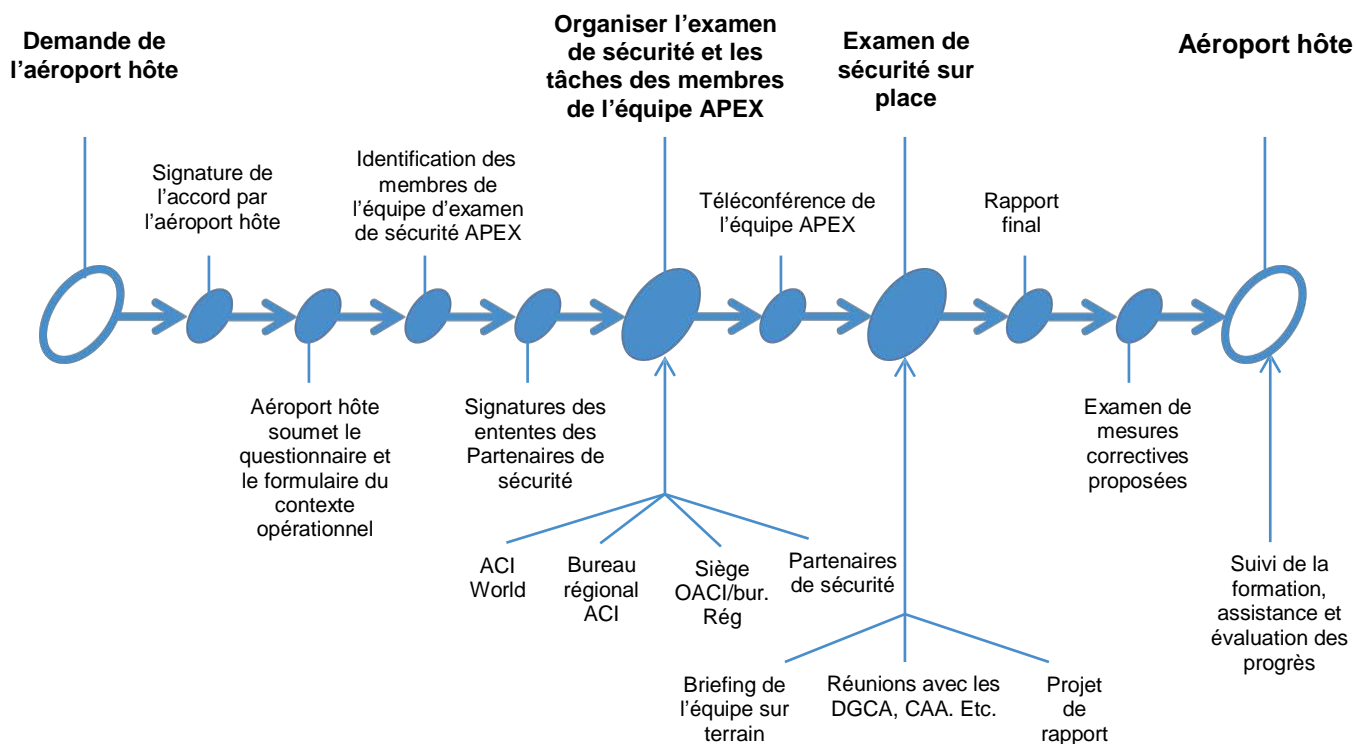 Demande de
l'aéroport hôte
Organiser l'examen
de sécurité et les
tâches des membres
de l'équipe APEX
Examen de
sécurité sur
place
Aéroport hôte
Signature de
l'accord par
l'aéroport hôte
Identification des
membres de
l'équipe d'examen
de sécurité APEX
Téléconférence de
l'équipe APEX
Rapport
final
Aéroport hôte
soumet le
questionnaire et
le formulaire du
contexte
opérationnel
Signatures des
ententes des
Partenaires de
sécurité
Examen de
mesures
correctives
proposées
ACI
World
Bureau
régional
ACI
Siège
OACI/bur.
Rég
Partenaires
de sécurité
Suivi de la
formation,
assistance et
évaluation des
progrès
Briefing de
l'équipe sur
terrain
Réunions avec les
DGCA, CAA. Etc.
Projet
de
rapport